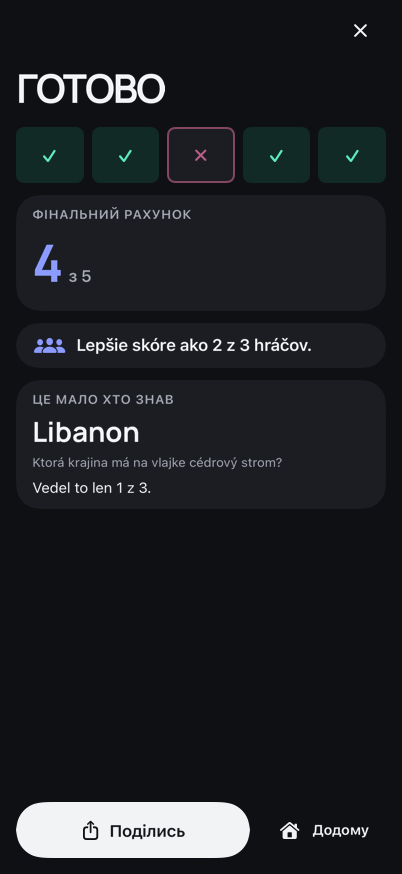 ГОТОВО
ФІНАЛЬНИЙ РАХУНОК
4 з 5
Lepšie skóre ako 2 z 3 hráčov.
ЦЕ МАЛО ХТО ЗНАВ
Libanon
Ktorá krajina má na vlajke cédrový strom?
Vedel to len 1 z 3.
Поділись
Додому